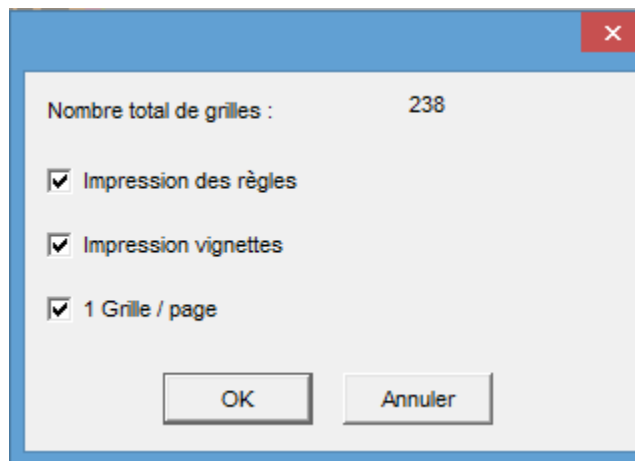 Nombre total de grilles : 238
Impression des règles
Impression vignettes
1 Grille / page
OK Annuler